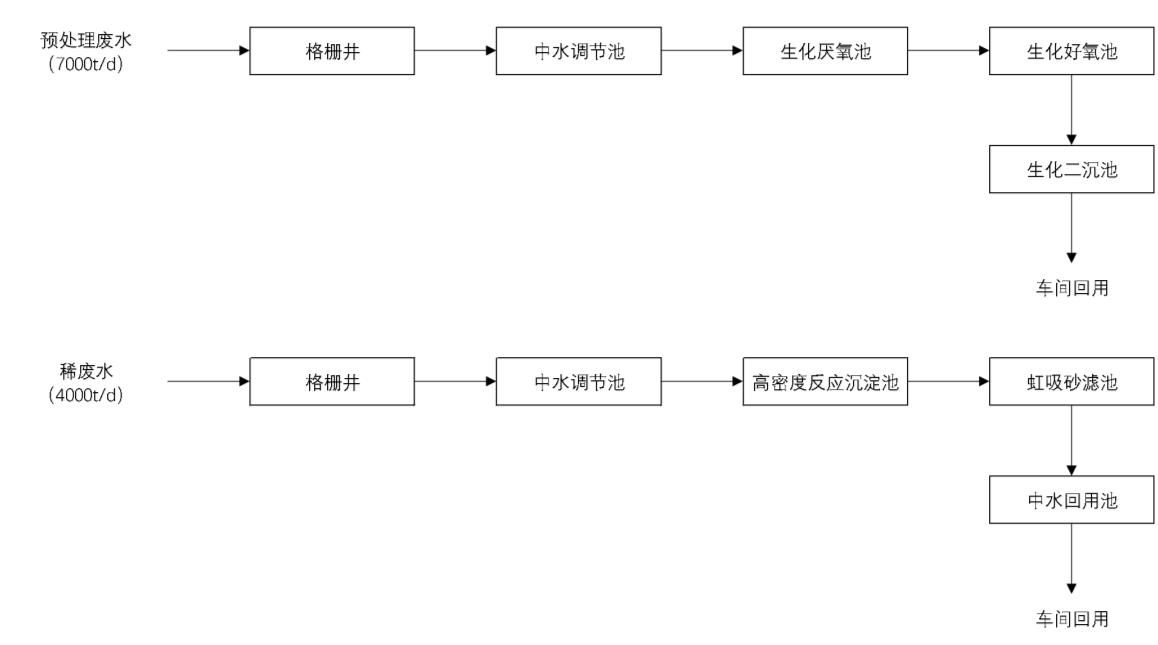 预处理废水
(7000t/d)
格栅井
中水调节池
生化厌氧池
生化好氧池
生化二沉池
车间回用
稀废水
(4000t/d)
格栅井
中水调节池
高密度反应沉淀池
虹吸砂滤池
中水回用池
车间回用